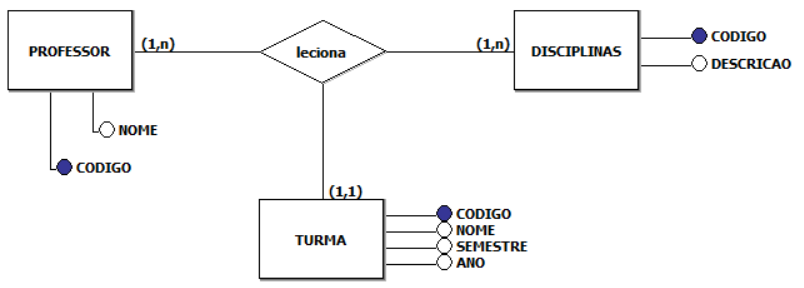 PROFESSOR
(1,n)
leciona
(1,n)
DISCIPLINAS
CODIGO
DESCRICAO
NOME
CODIGO
(1,1)
TURMA
CODIGO
NOME
SEMESTRE
ANO